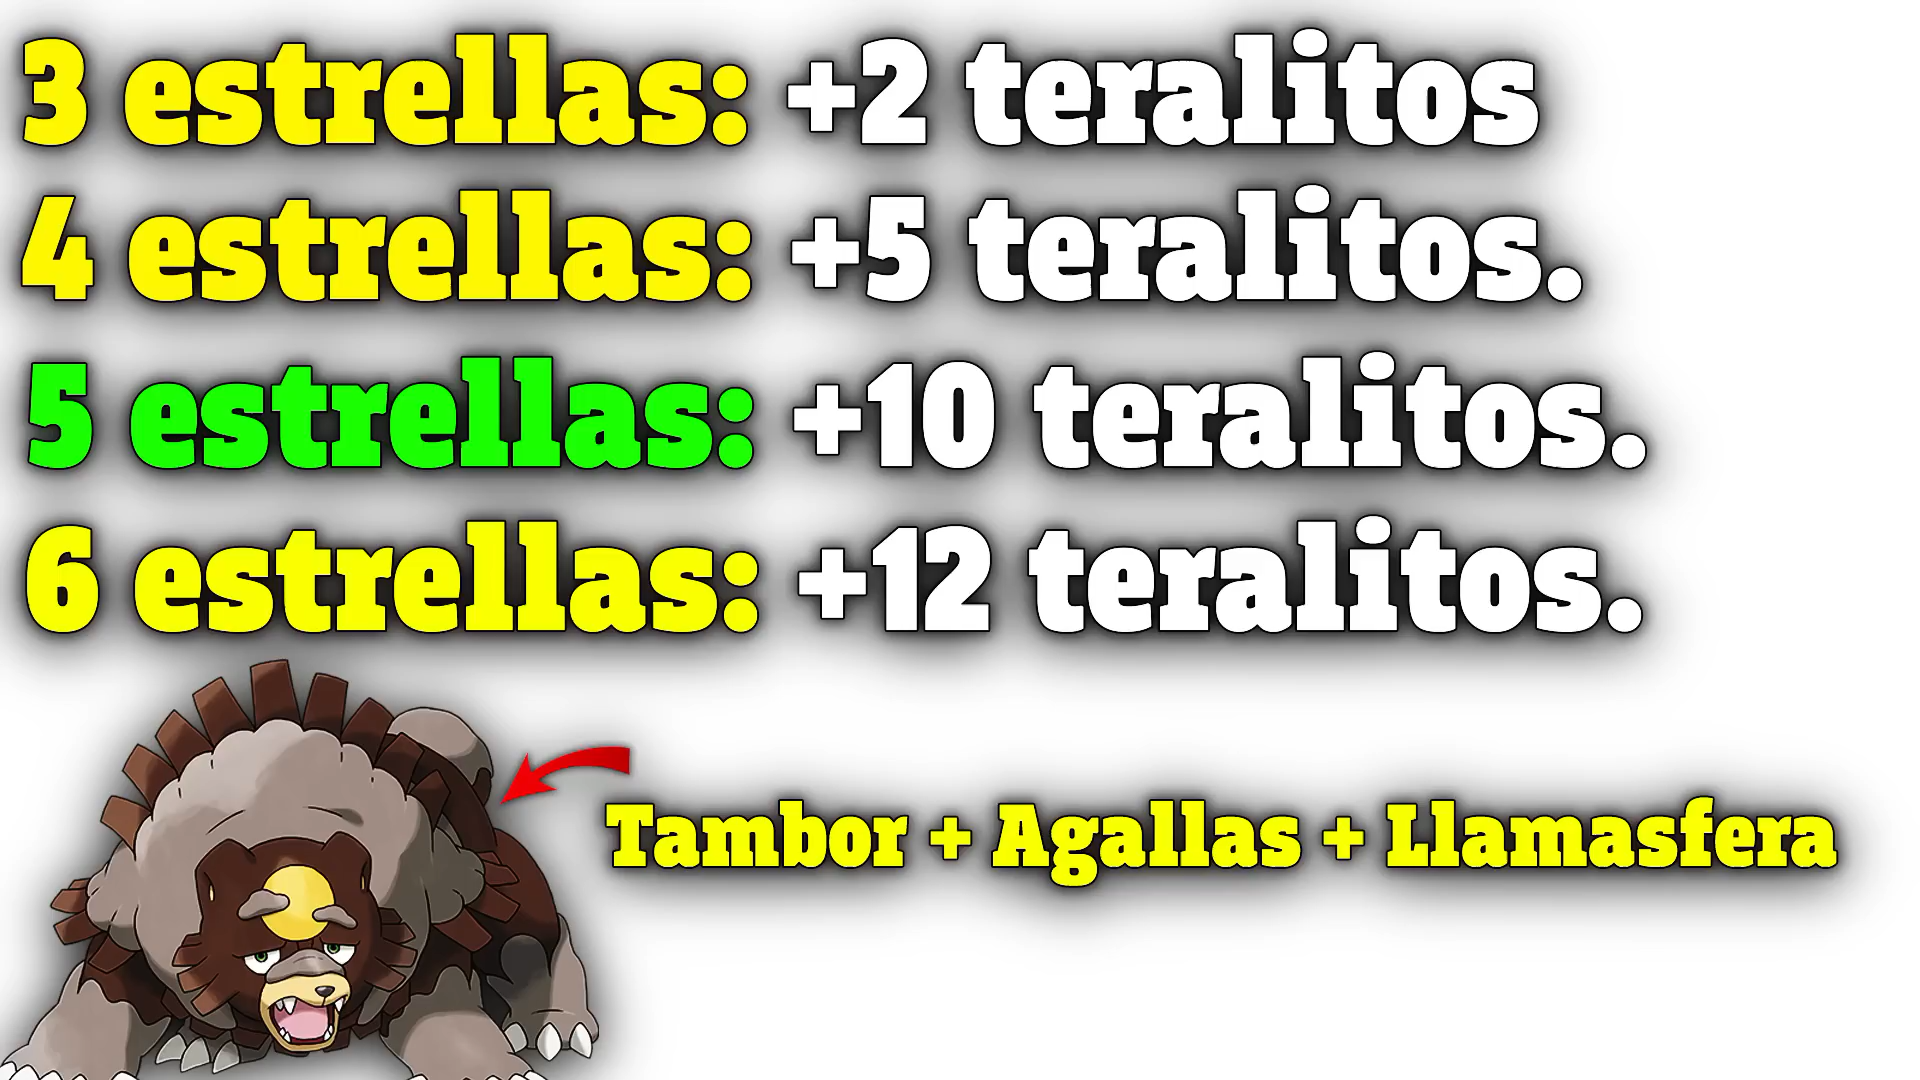 3 estrellas: +2 teralitos
4 estrellas: +5 teralitos.
5 estrellas: +10 teralitos.
6 estrellas: +12 teralitos.
Tambor + Agallas + Llamasfera